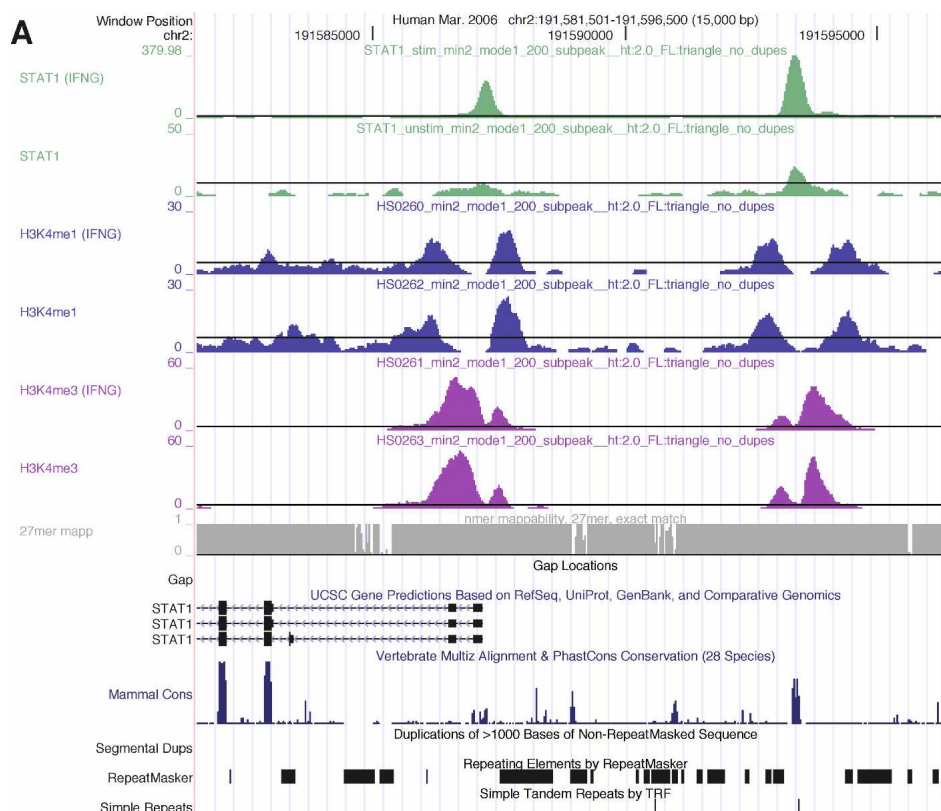 A
Window Position
Human Mar. 2006 chr2:191,581,501-191,596,500 (15,000 bp)
chr2:
191585000
191590000
191595000
379.98
STAT1_stim_min2_mode1_200_subpeak__ht:2.0_FL:triangle_no_dupes
STAT1 (IFNG)
0
50
STAT1_unstim_min2_mode1_200_subpeak__ht:2.0_FL:triangle_no_dupes
STAT1
0
30
HS0260_min2_mode1_200_subpeak__ht:2.0_FL:triangle_no_dupes
H3K4me1 (IFNG)
0
30
HS0262_min2_mode1_200_subpeak__ht:2.0_FL:triangle_no_dupes
H3K4me1
0
60
HS0261_min2_mode1_200_subpeak__ht:2.0_FL:triangle_no_dupes
H3K4me3 (IFNG)
0
60
HS0263_min2_mode1_200_subpeak__ht:2.0_FL:triangle_no_dupes
H3K4me3
0
1
nmer mappability, 27mer, exact match
27mer mapp
0
Gap Locations
Gap
UCSC Gene Predictions Based on RefSeq, UniProt, GenBank, and Comparative Genomics
STAT1
STAT1
STAT1
Vertebrate Multiz Alignment & PhastCons Conservation (28 Species)
Mammal Cons
Duplications of >1000 Bases of Non-RepeatMasked Sequence
Segmental Dups
Repeating Elements by RepeatMasker
RepeatMasker
Simple Tandem Repeats by TRF
Simple Repeats